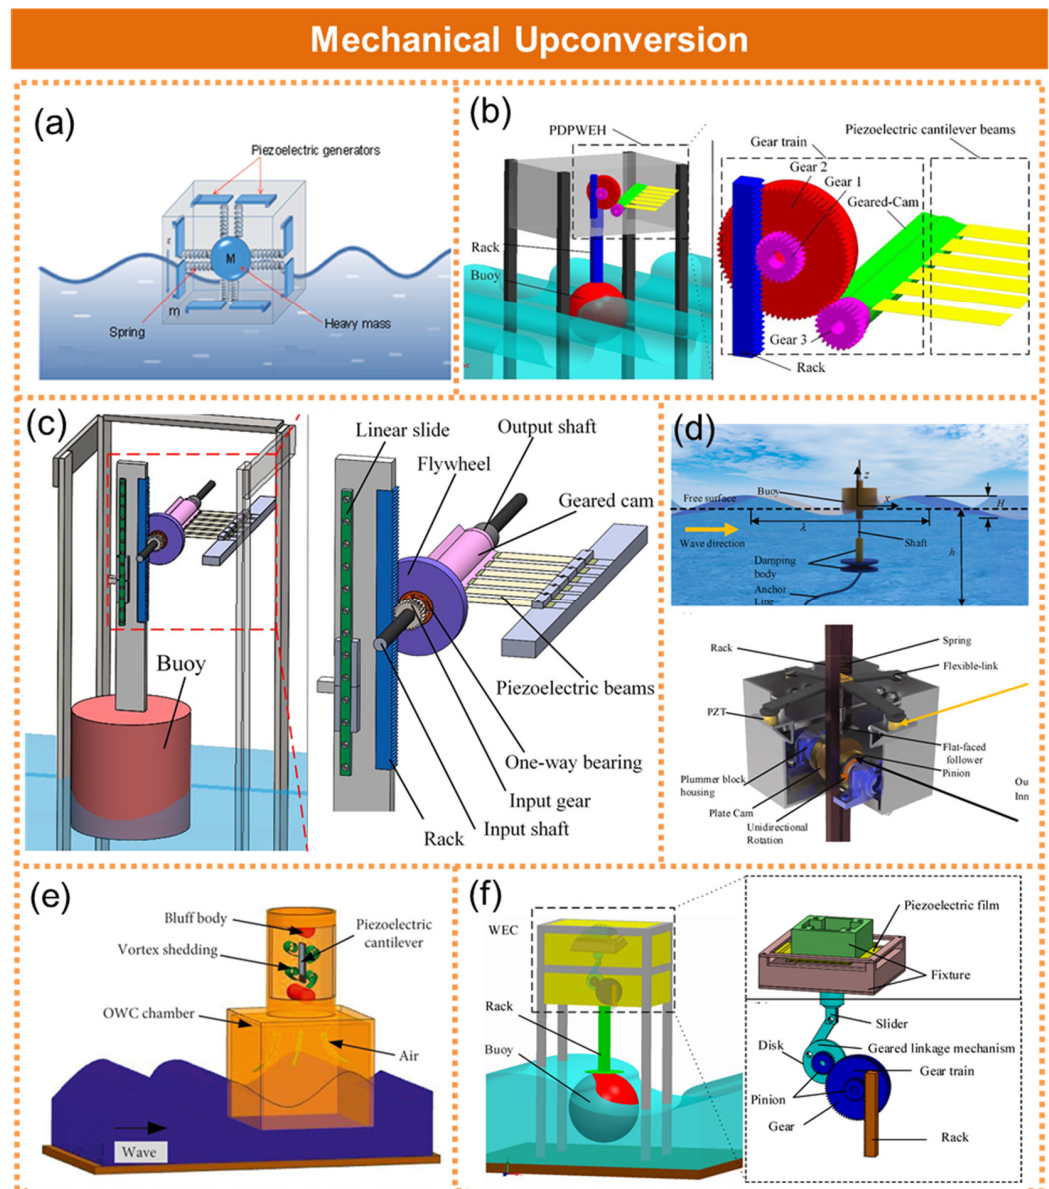 Mechanical Upconversion
(a)
Piezoelectric generators
M
r
m
Spring
Heavy mass
(b)
PDPWEH
Rack
Buoy
Piezoelectric cantilever beams
Gear train
Gear 2
Gear 1
Geared-Cam
Gear 3
Rack
(c)
Buoy
Linear slide
Output shaft
Flywheel
Geared cam
Piezoelectric beams
One-way bearing
Input gear
Rack
Input shaft
(d)
z
Buoy
x
Free surface
H
λ
Wave direction
Shaft
h
Damping
body
Anchor
Line
Rack
Spring
Flexible-link
PZT
Flat-faced
follower
Pinion
Plummer block
housing
Plate Cam
Unidirectional
Rotation
Ou
Inn
(e)
Bluff body
Piezoelectric
cantilever
Vortex shedding
OWC chamber
Air
Wave
(f)
WEC
Rack
Buoy
Piezoelectric film
Fixture
Slider
Disk
Geared linkage mechanism
Gear train
Pinion
Gear
Rack